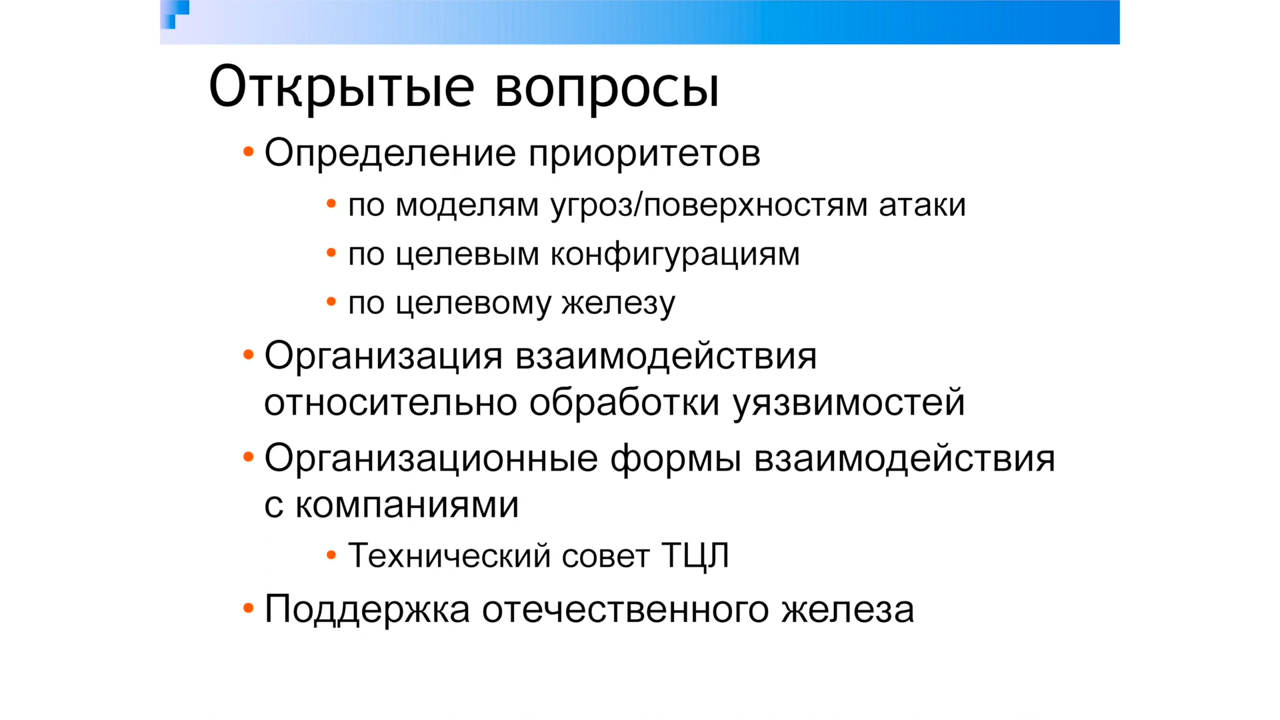 Открытые вопросы
• Определение приоритетов
• по моделям угроз/поверхностям атаки
• по целевым конфигурациям
• по целевому железу
• Организация взаимодействия
относительно обработки уязвимостей
• Организационные формы взаимодействия
с компаниями
• Технический совет ТЦЛ
• Поддержка отечественного железа